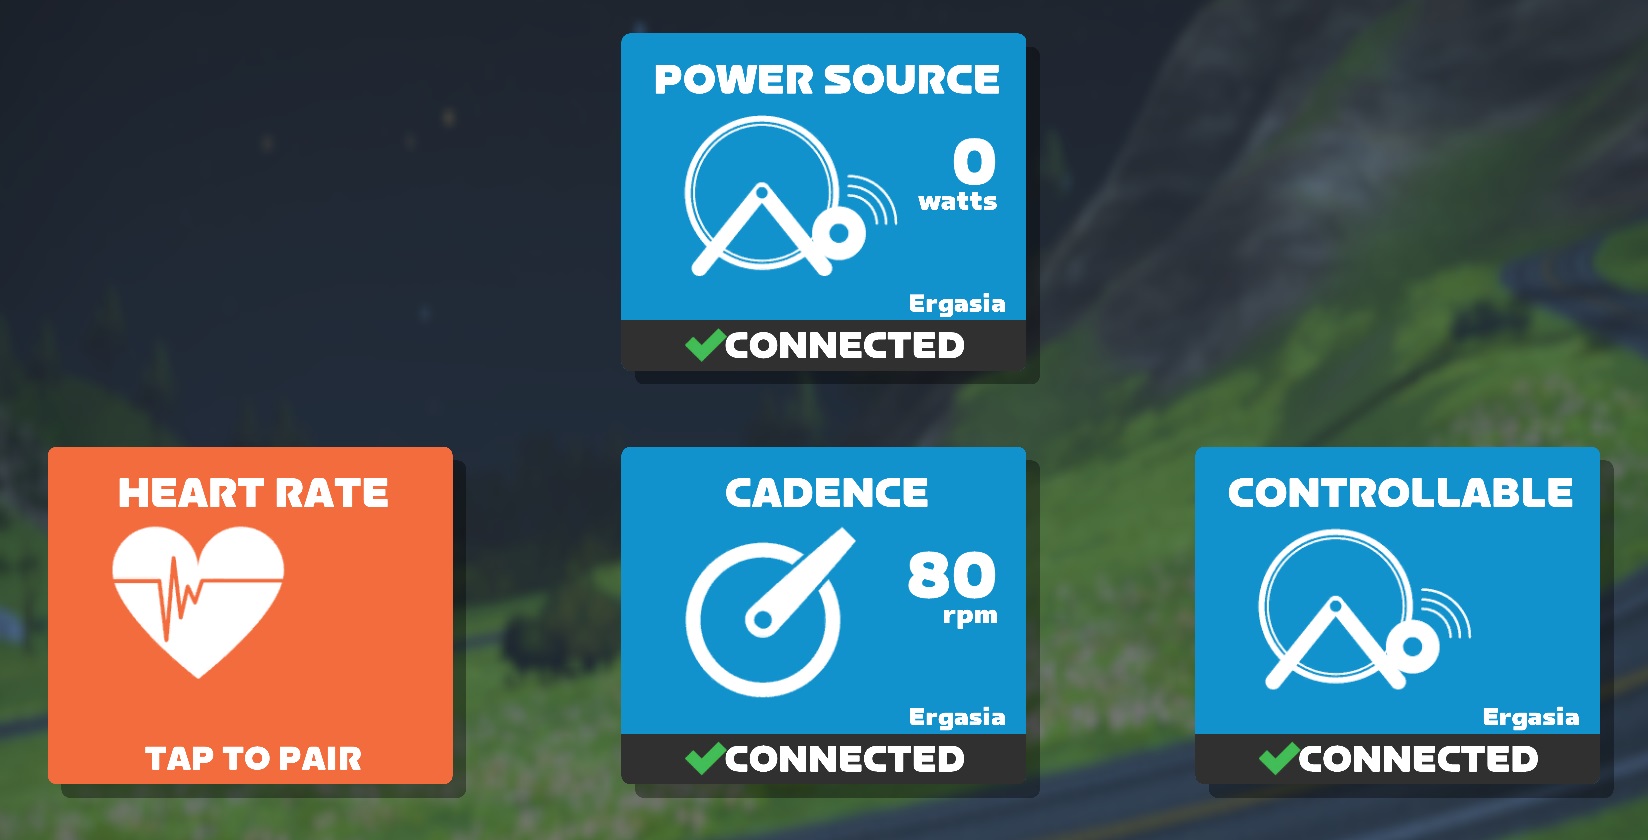 POWER SOURCE
0
watts
Ergasia
CONNECTED
HEART RATE
TAP TO PAIR
CADENCE
80
rpm
Ergasia
CONNECTED
CONTROLLABLE
Ergasia
CONNECTED